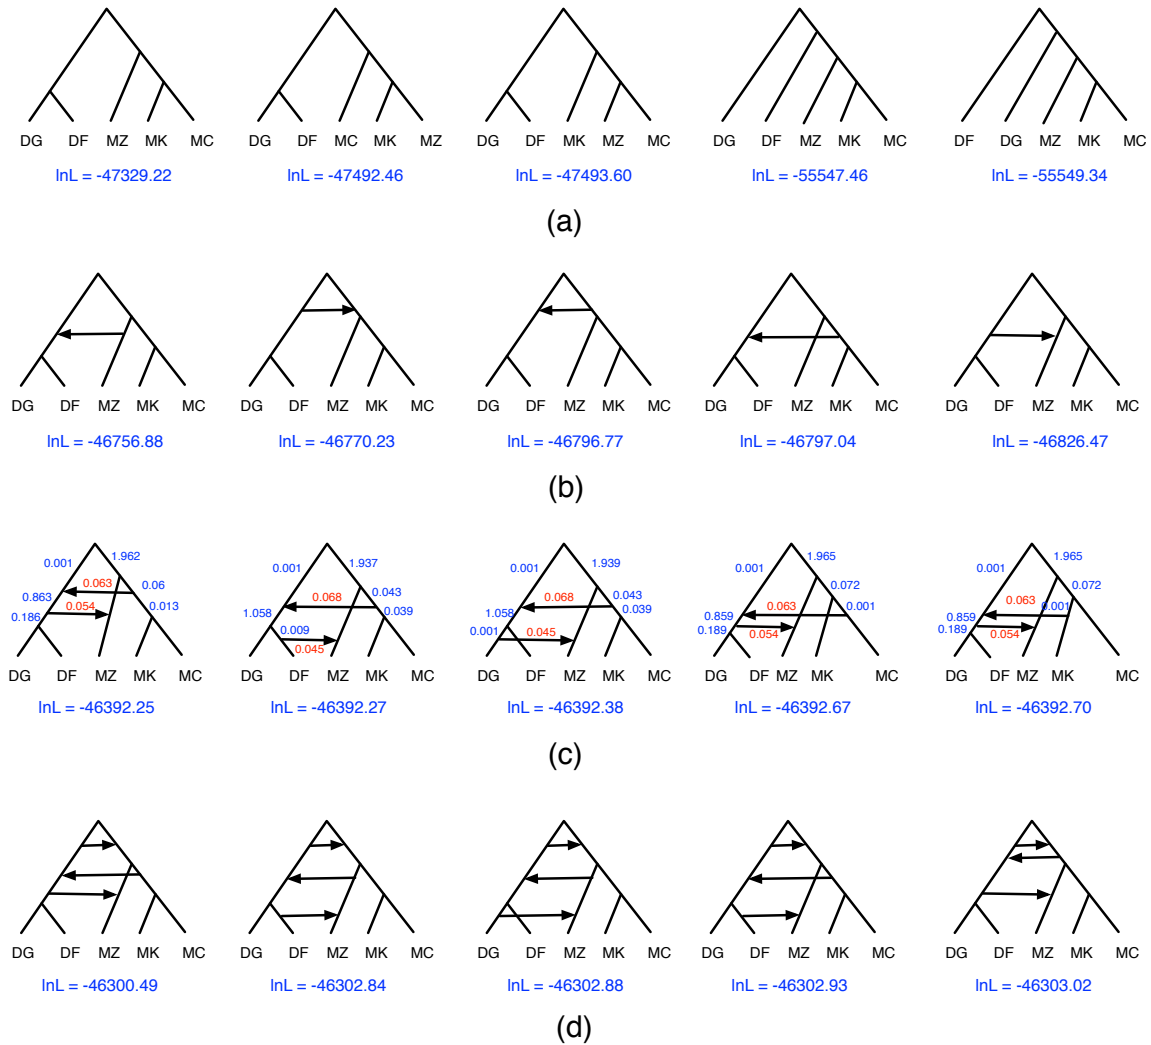 DG DF MZ MK MC DG DF MC MK MZ DG DF MK MZ MC DG DF MZ MK MC DF DG MZ MK MC
lnL = -47329.22 lnL = -47492.46 lnL = -47493.60 lnL = -55547.46 lnL = -55549.34
(a)
DG DF MZ MK MC DG DF MZ MK MC DG DF MZ MK MC DG DF MZ MK MC DG DF MZ MK MC
lnL = -46756.88 lnL = -46770.23 lnL = -46796.77 lnL = -46797.04 lnL = -46826.47
(b)
0.001 1.962 0.001 1.937 0.001 1.939 0.001 1.965 0.001 1.965
0.063 0.06 0.068 0.043 0.068 0.043 0.072 0.072
0.863 0.054 0.013 1.058 0.039 1.058 0.039 0.859 0.063 0.001 0.859 0.063 0.001
0.186 0.009 0.001 0.045 0.189 0.054 0.189 0.054
0.045
DG DF MZ MK MC DG DF MZ MK MC DG DF MZ MK MC DG DF MZ MK MC DG DF MZ MK MC
lnL = -46392.25 lnL = -46392.27 lnL = -46392.38 lnL = -46392.67 lnL = -46392.70
(c)
DG DF MZ MK MC DG DF MZ MK MC DG DF MZ MK MC DG DF MZ MK MC DG DF MZ MK MC
lnL = -46300.49 lnL = -46302.84 lnL = -46302.88 lnL = -46302.93 lnL = -46303.02
(d)